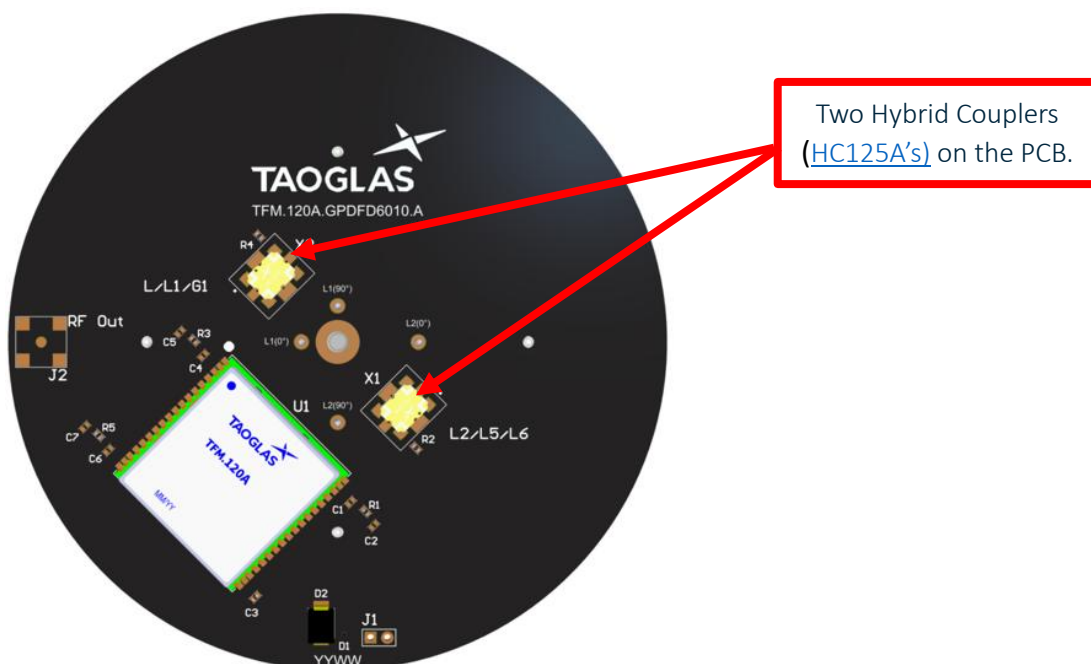 Two Hybrid Couplers
(HC125A’s) on the PCB.
TAOGLAS
TFM.120A.GPDFD6010.A
R4
L/L1/G1
L1(90°)
RF Out
J2
C5
R3
C4
L1(0°)
L2(0°)
X1
U1
L2(90°)
R2
L2/L5/L6
C7
R5
C6
TAOGLAS
TFM.120A
MM/YY
C1
R1
C2
C3
D2
J1
D1
YYWW